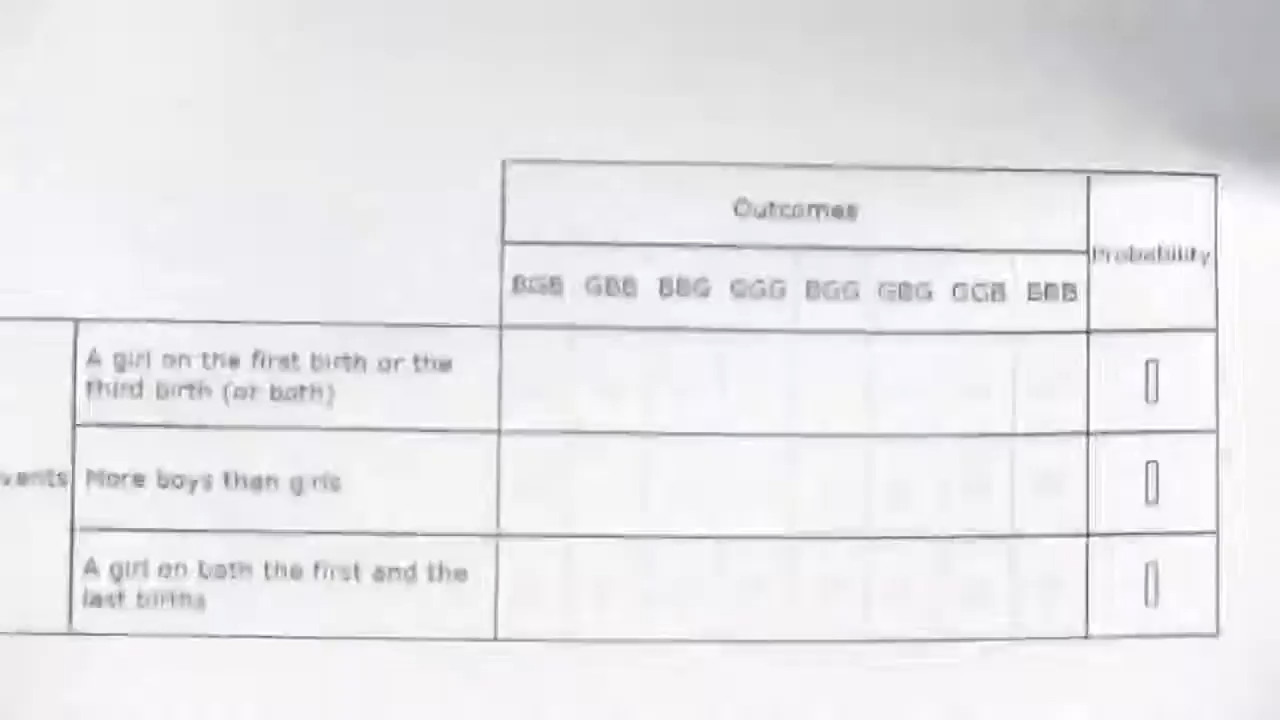 Outcomes
Probability
BGB GBB BBG GGG BGG GBG GGB BBB
A girl on the first birth or the
third birth (or both)
vents
More boys than girls
A girl on both the first and the
last births